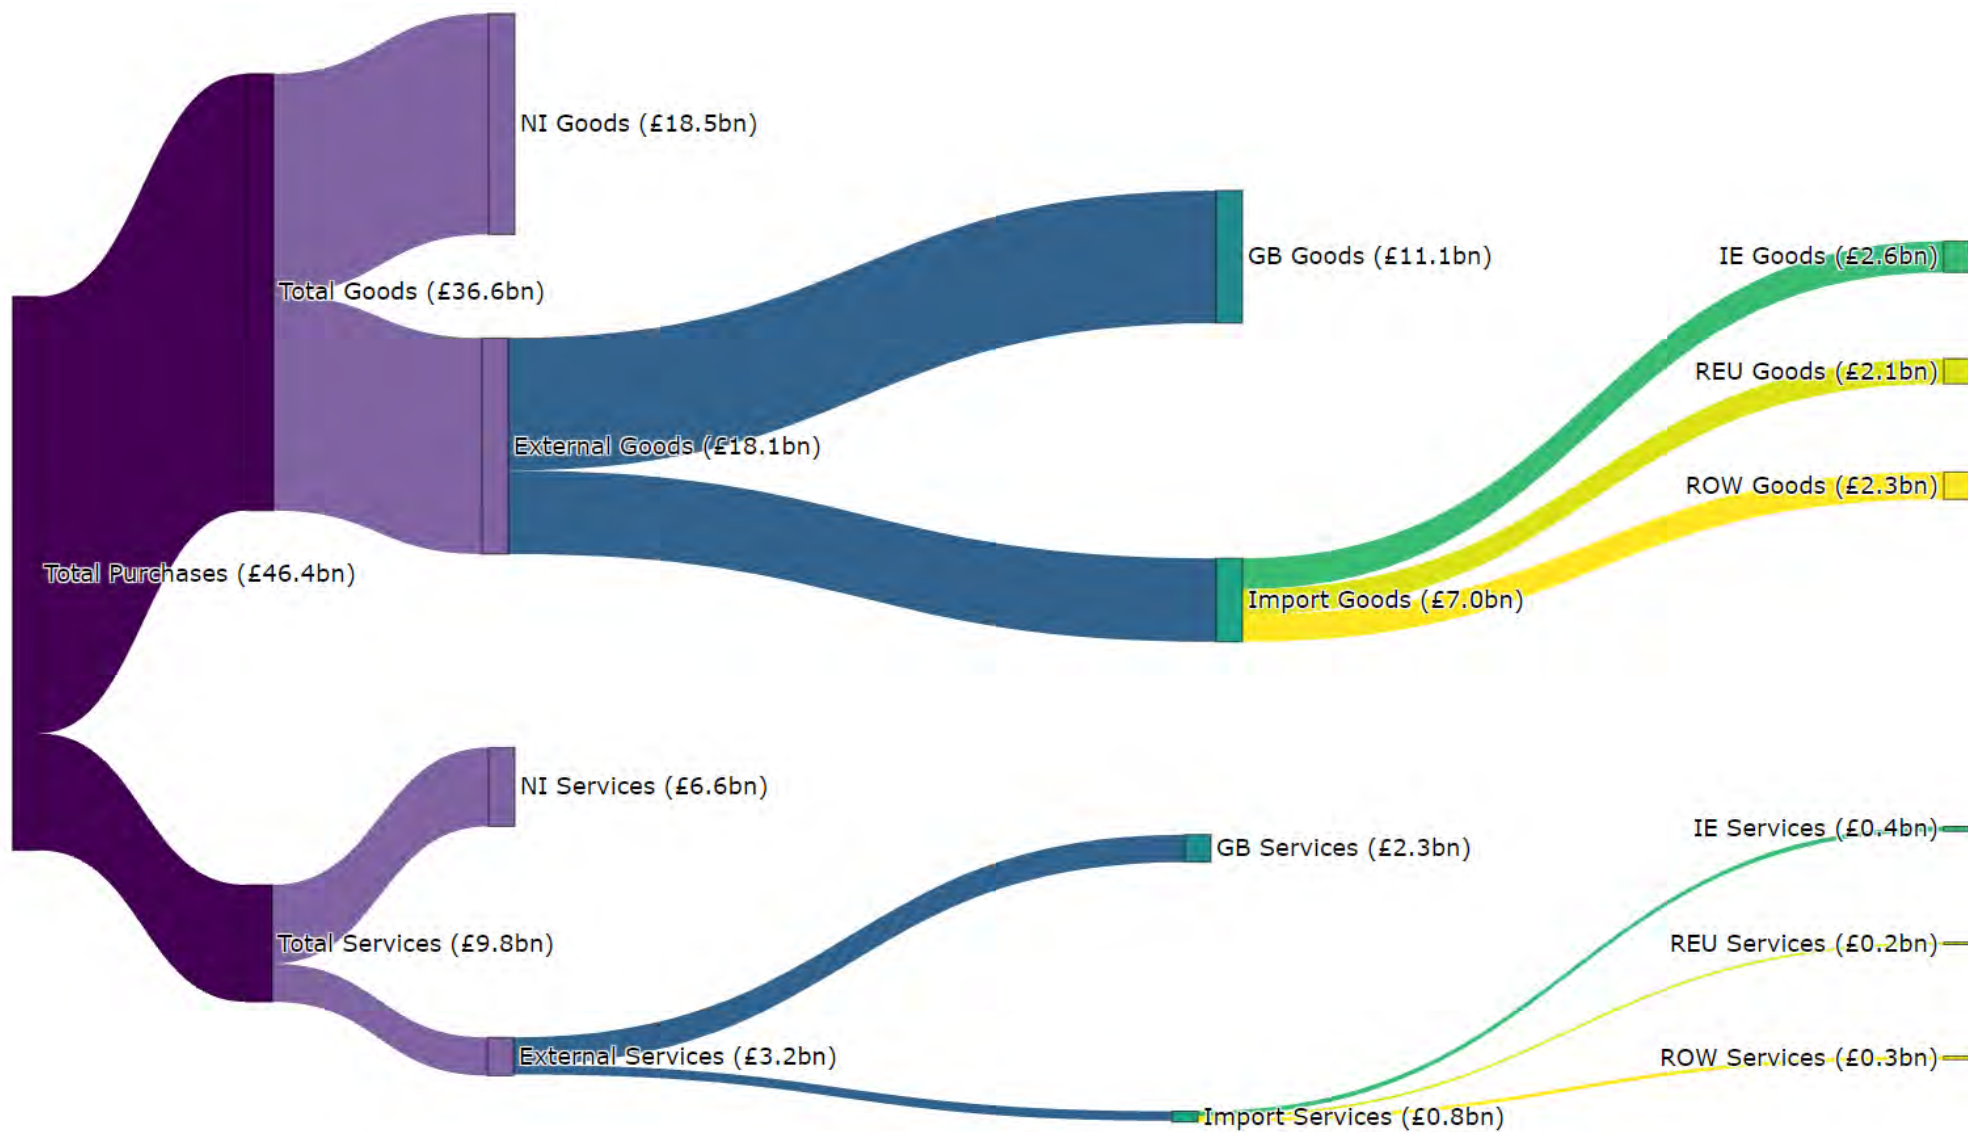 NI Goods (£18.5bn)
GB Goods (£11.1bn)
IE Goods (£2.6bn)
Total Goods (£36.6bn)
REU Goods (£2.1bn)
External Goods (£18.1bn)
ROW Goods (£2.3bn)
Total Purchases (£46.4bn)
Import Goods (£7.0bn)
NI Services (£6.6bn)
IE Services (£0.4bn)
GB Services (£2.3bn)
Total Services (£9.8bn)
REU Services (£0.2bn)
External Services (£3.2bn)
ROW Services (£0.3bn)
Import Services (£0.8bn)